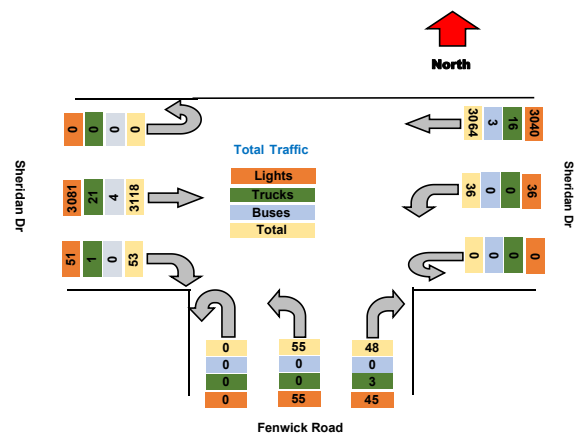 North
0 0 0 0
3064 3 16 3040
Total Traffic
Lights
Trucks
Buses
Total
Sheridan Dr
3081 21 4 3118
36 0 0 36
Sheridan Dr
51 1 0 53
0 0 0 0
0 55 48
0 0 0
0 0 3
0 55 45
Fenwick Road